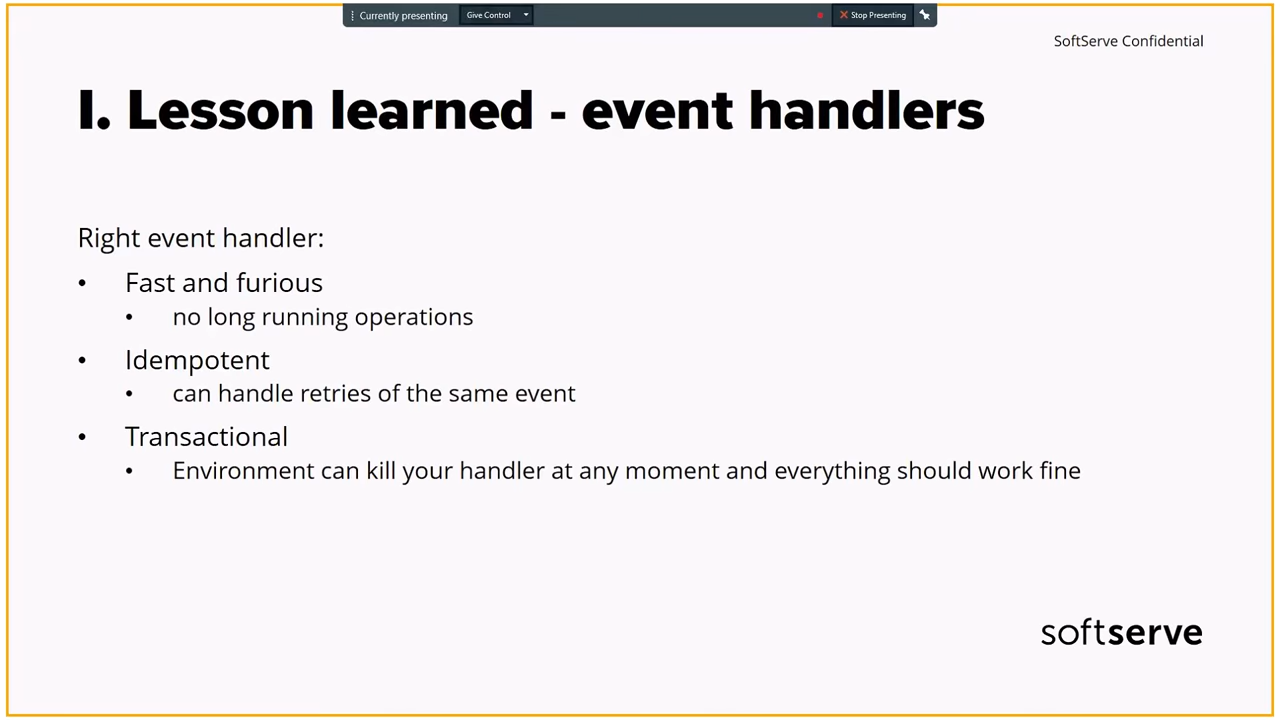 Currently presenting Give Control Stop Presenting
SoftServe Confidential
I. Lesson learned - event handlers
Right event handler:
• Fast and furious
• no long running operations
• Idempotent
• can handle retries of the same event
• Transactional
• Environment can kill your handler at any moment and everything should work fine
softserve